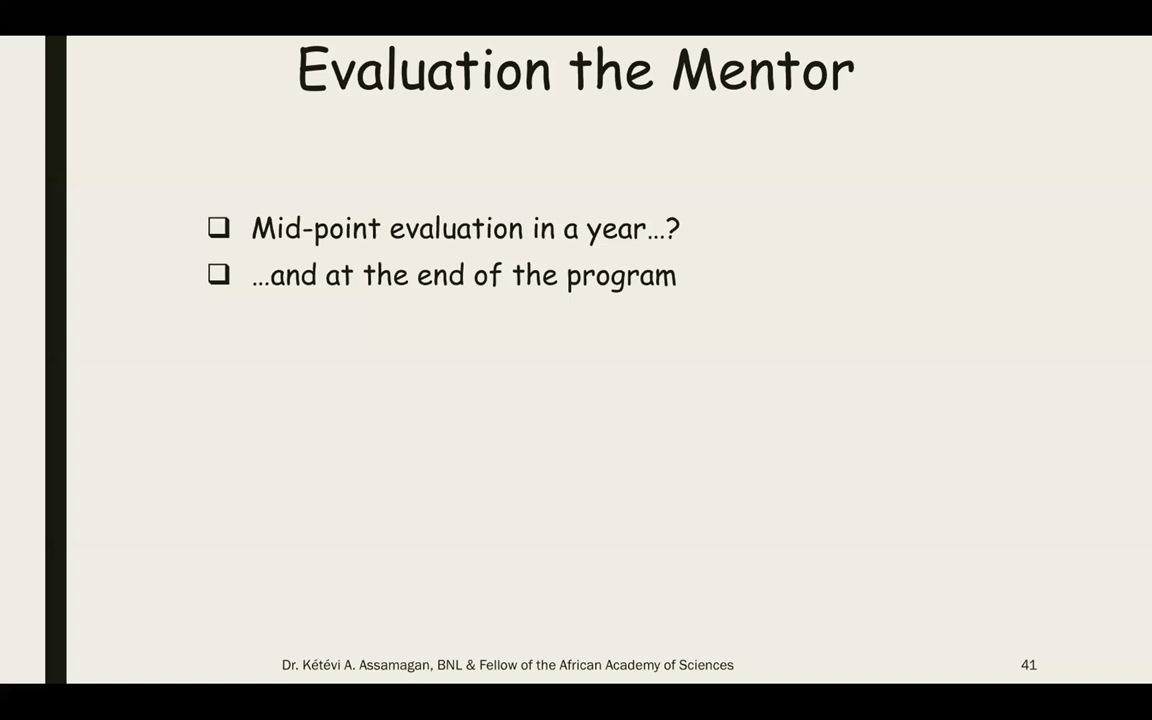 Evaluation the Mentor
❑ Mid-point evaluation in a year...?
❑ ...and at the end of the program
Dr. Kétévi A. Assamagan, BNL & Fellow of the African Academy of Sciences
41